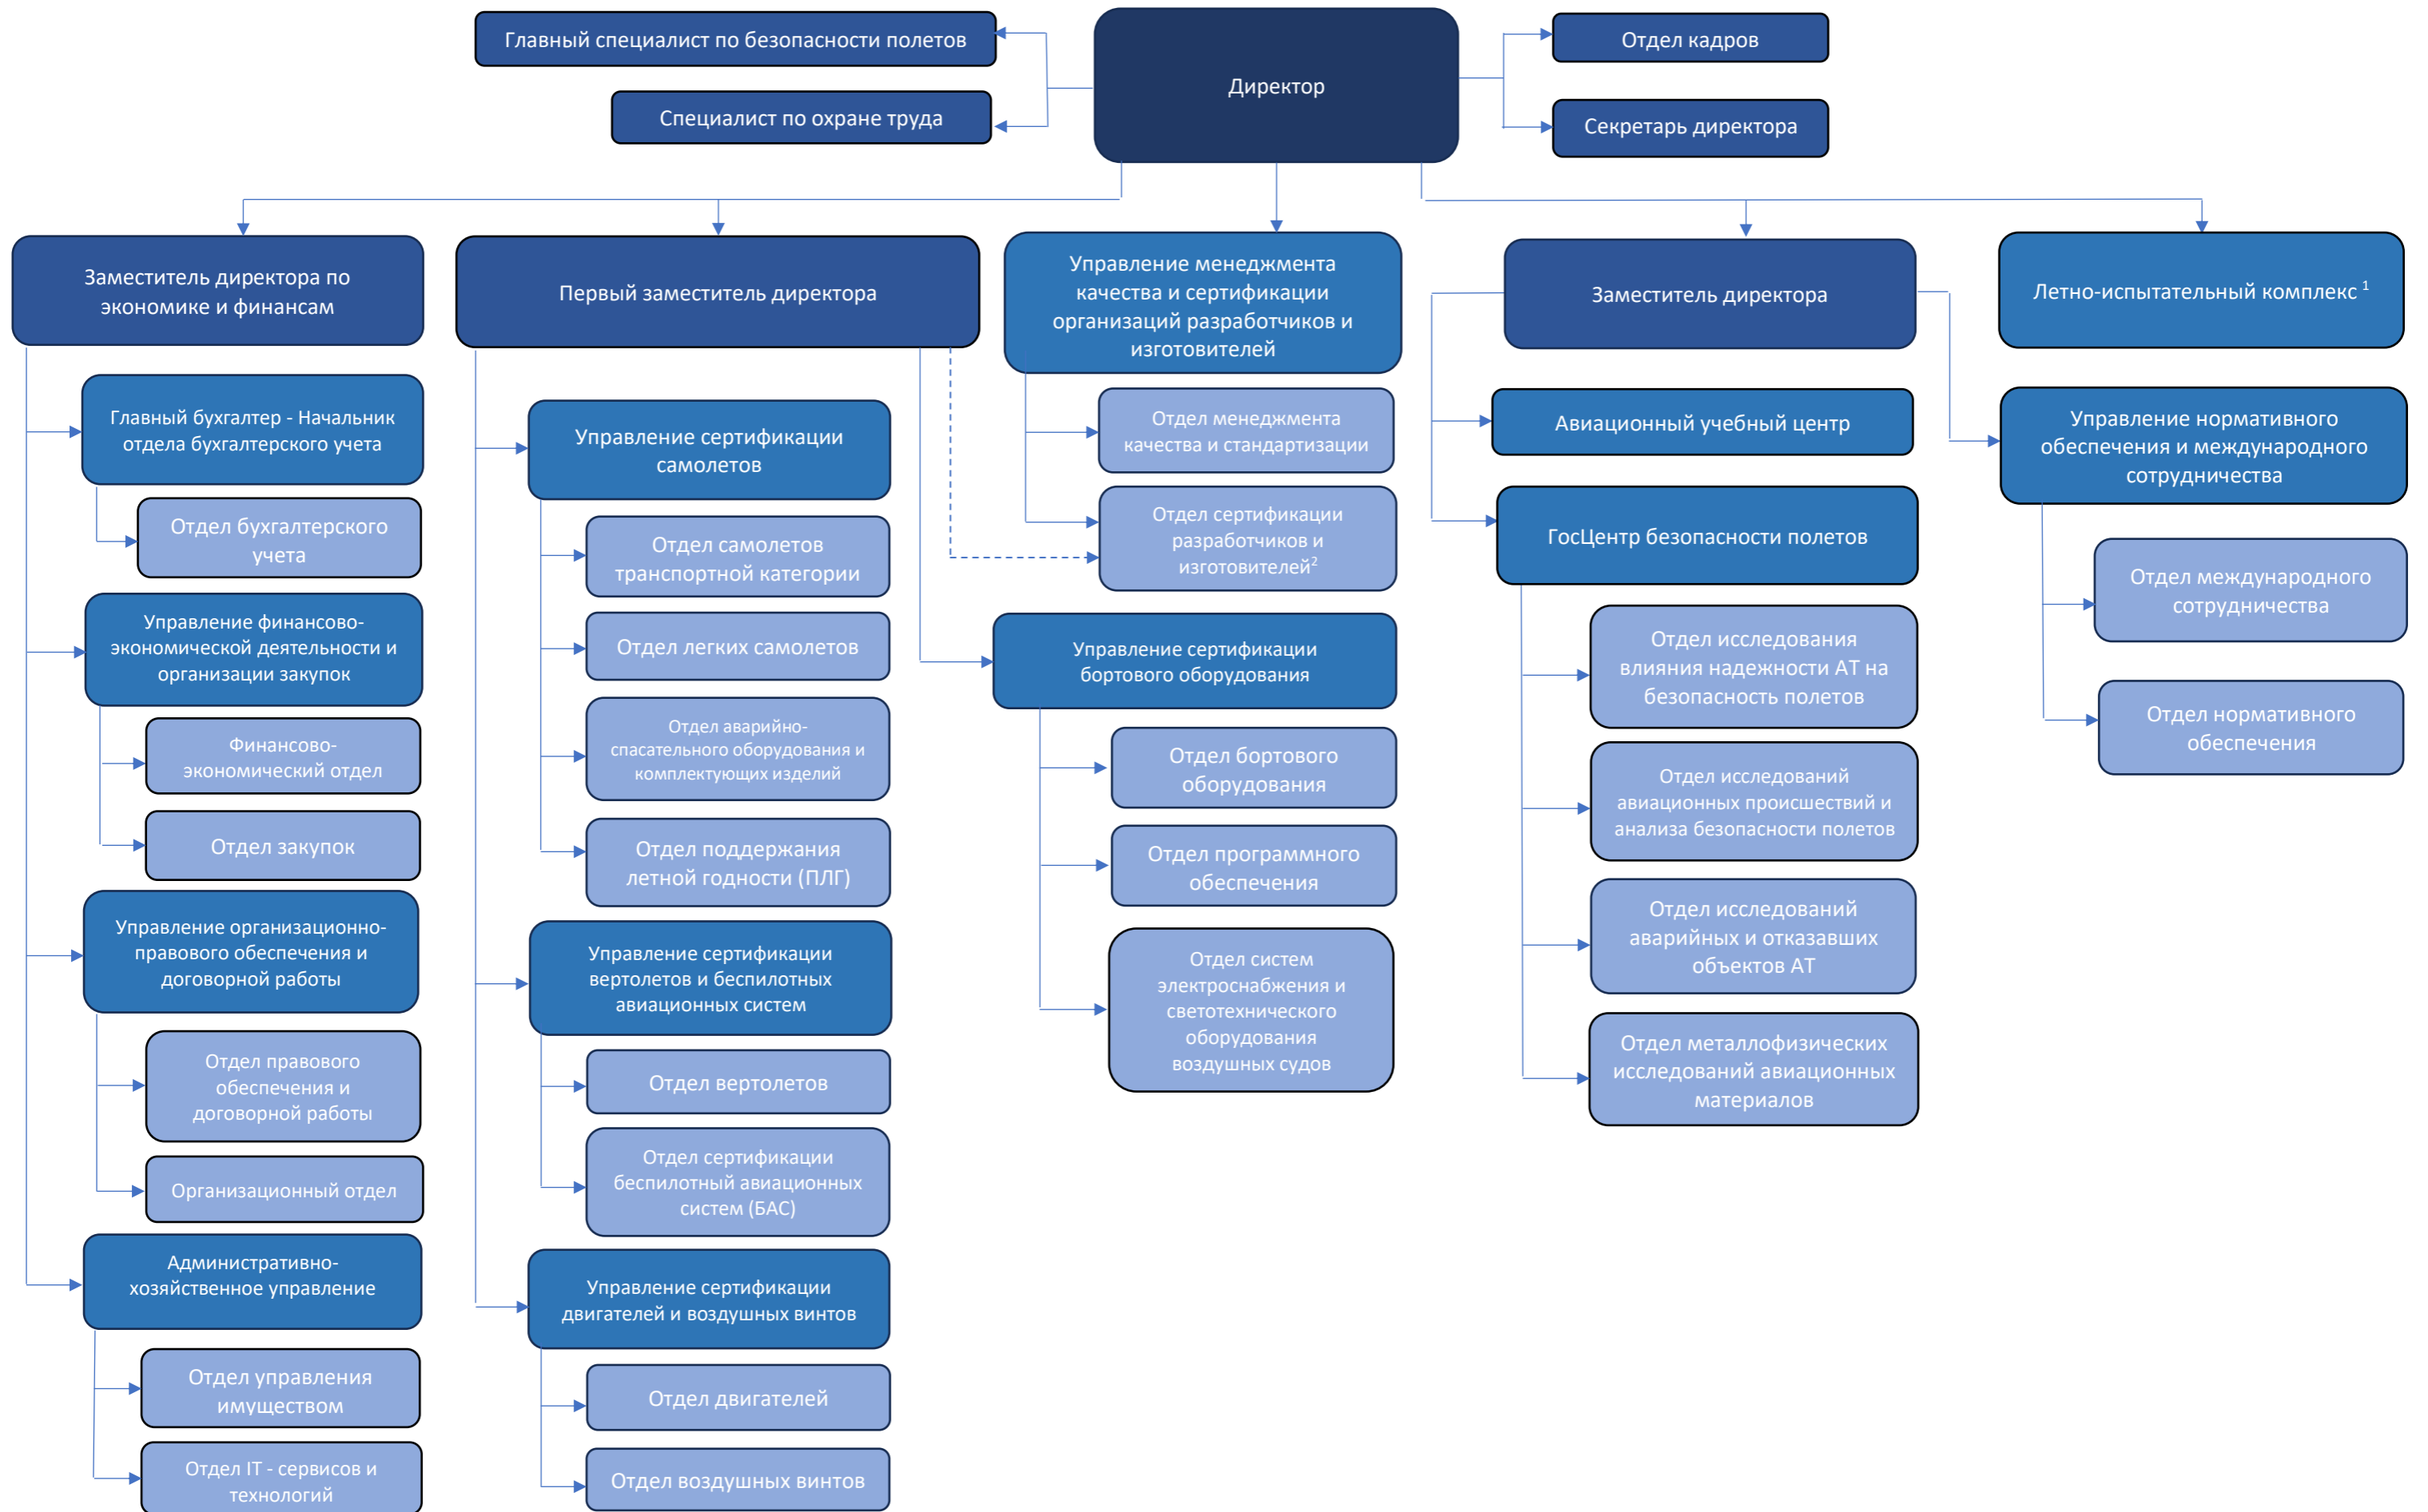 Главный специалист по безопасности полетов
Специалист по охране труда
Директор
Отдел кадров
Секретарь директора
Заместитель директора по
экономике и финансам
Главный бухгалтер - Начальник
отдела бухгалтерского учета
Отдел бухгалтерского
учета
Управление финансово-
экономической деятельности и
организации закупок
Финансово-
экономический отдел
Отдел закупок
Управление организационно-
правового обеспечения и
договорной работы
Отдел правового
обеспечения и
договорной работы
Организационный отдел
Административно-
хозяйственное управление
Отдел управления
имуществом
Отдел IT - сервисов и
технологий
Первый заместитель директора
Управление сертификации
самолетов
Отдел самолетов
транспортной категории
Отдел легких самолетов
Отдел аварийно-
спасательного оборудования и
комплектующих изделий
Отдел поддержания
летной годности (ПЛГ)
Управление сертификации
вертолетов и беспилотных
авиационных систем
Отдел вертолетов
Отдел сертификации
беспилотный авиационных
систем (БАС)
Управление сертификации
двигателей и воздушных винтов
Отдел двигателей
Отдел воздушных винтов
Управление менеджмента
качества и сертификации
организаций разработчиков и
изготовителей
Отдел менеджмента
качества и стандартизации
Отдел сертификации
разработчиков и
изготовителей²
Управление сертификации
бортового оборудования
Отдел бортового
оборудования
Отдел программного
обеспечения
Отдел систем
электроснабжения и
светотехнического
оборудования
воздушных судов
Заместитель директора
Авиационный учебный центр
ГосЦентр безопасности полетов
Отдел исследования
влияния надежности АТ на
безопасность полетов
Отдел исследований
авиационных происшествий и
анализа безопасности полетов
Отдел исследований
аварийных и отказавших
объектов АТ
Отдел металлофизических
исследований авиационных
материалов
Летно-испытательный комплекс ¹
Управление нормативного
обеспечения и международного
сотрудничества
Отдел международного
сотрудничества
Отдел нормативного
обеспечения